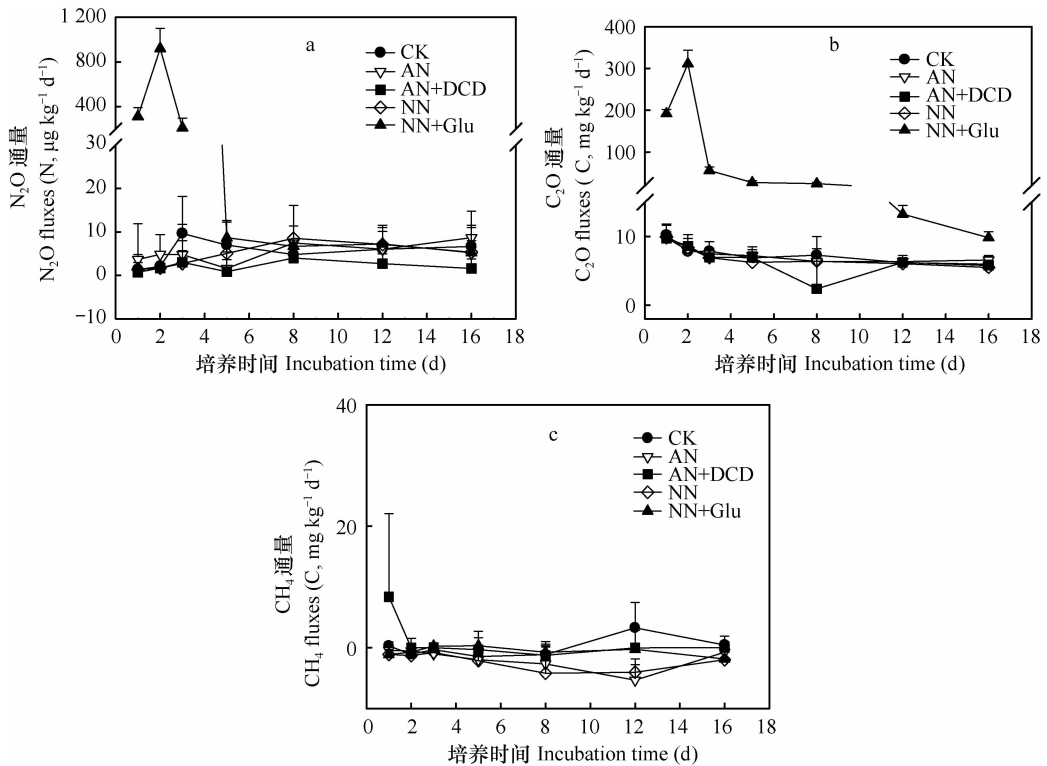 N₂O 通量
N₂O fluxes (N, μg kg⁻¹ d⁻¹)
1 200
800
400
30
20
10
0
−10
a
CK
AN
AN+DCD
NN
NN+Glu
0 2 4 6 8 10 12 14 16 18
培养时间 Incubation time (d)
C₂O 通量
C₂O fluxes ( C, mg kg⁻¹ d⁻¹)
400
300
200
100
10
0
b
CK
AN
AN+DCD
NN
NN+Glu
0 2 4 6 8 10 12 14 16 18
培养时间 Incubation time (d)
CH₄ 通量
CH₄ fluxes (C, mg kg⁻¹ d⁻¹)
40
20
0
c
CK
AN
AN+DCD
NN
NN+Glu
0 2 4 6 8 10 12 14 16 18
培养时间 Incubation time (d)